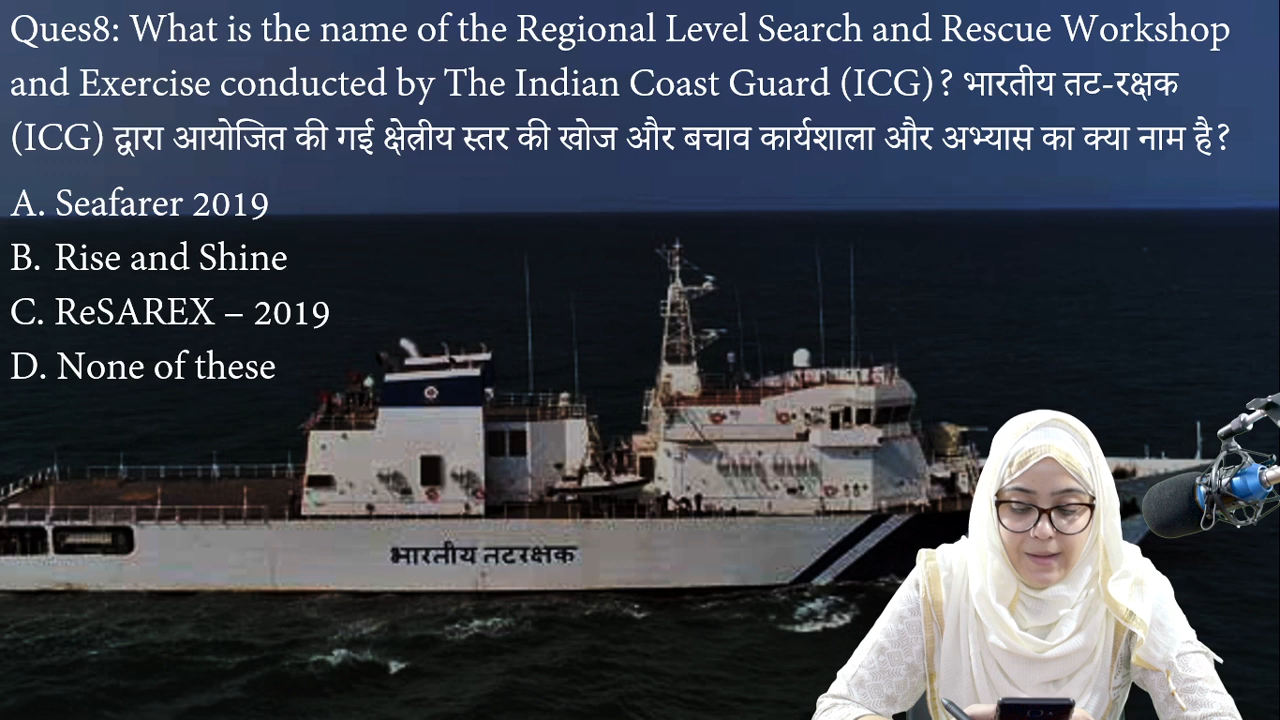 Ques8: What is the name of the Regional Level Search and Rescue Workshop
and Exercise conducted by The Indian Coast Guard (ICG)? भारतीय तट-रक्षक
(ICG) द्वारा आयोजित की गई क्षेत्रीय स्तर की खोज और बचाव कार्यशाला और अभ्यास का क्या नाम है?
A. Seafarer 2019
B. Rise and Shine
C. ReSAREX – 2019
D. None of these
भारतीय तटरक्षक